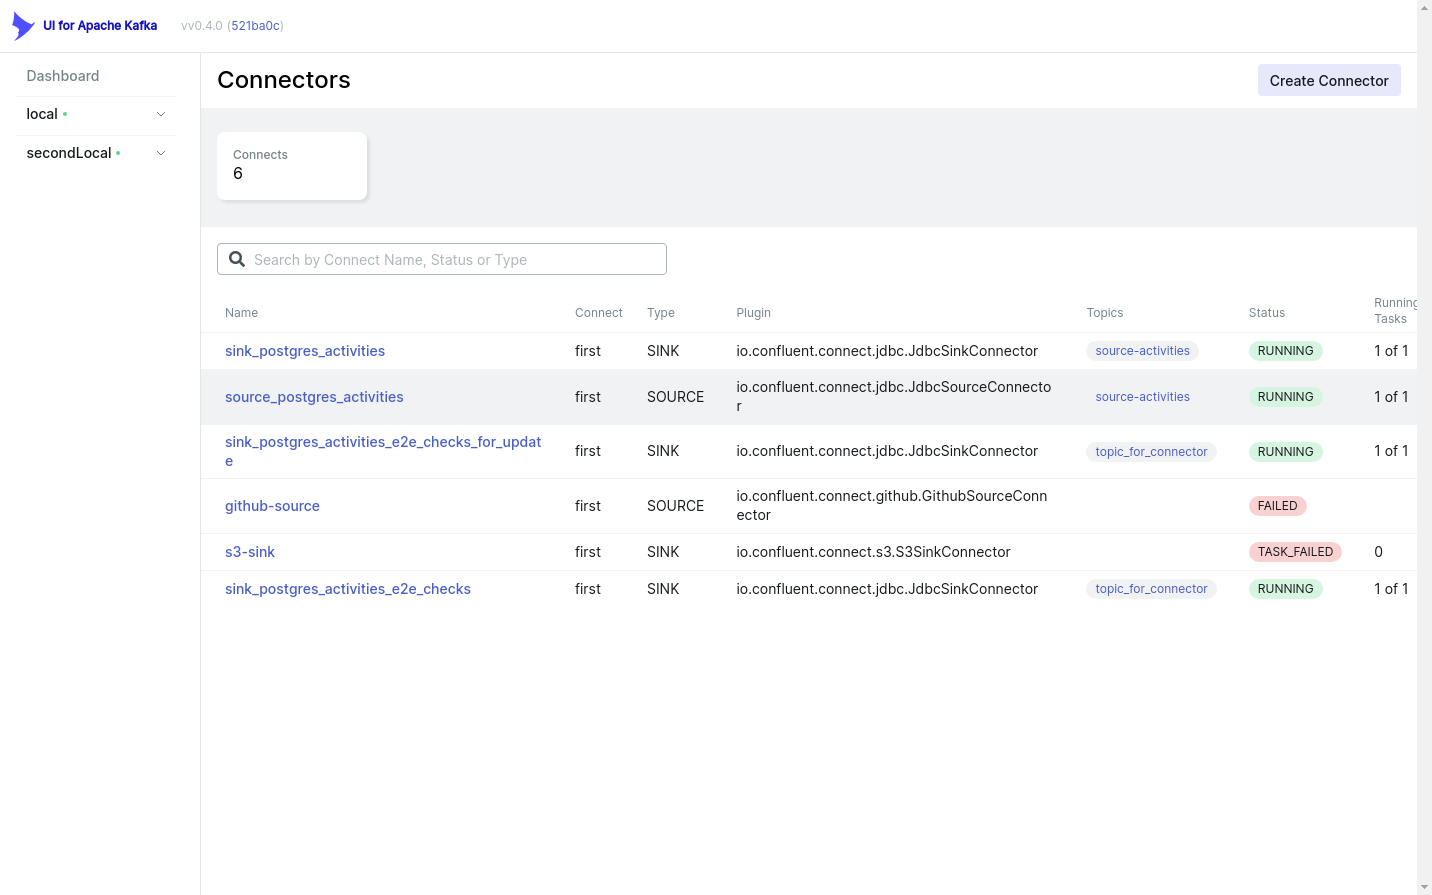 UI for Apache Kafka vv0.4.0 (521ba0c)
Dashboard
local
secondLocal
Connectors
Create Connector
Connects
6
Search by Connect Name, Status or Type
Name Connect Type Plugin Topics Status Running
Tasks
sink_postgres_activities first SINK io.confluent.connect.jdbc.JdbcSinkConnector source-activities RUNNING 1 of 1
source_postgres_activities first SOURCE io.confluent.connect.jdbc.JdbcSourceConnecto
r source-activities RUNNING 1 of 1
sink_postgres_activities_e2e_checks_for_updat
e first SINK io.confluent.connect.jdbc.JdbcSinkConnector topic_for_connector RUNNING 1 of 1
github-source first SOURCE io.confluent.connect.github.GithubSourceConn
ector FAILED
s3-sink first SINK io.confluent.connect.s3.S3SinkConnector TASK_FAILED 0
sink_postgres_activities_e2e_checks first SINK io.confluent.connect.jdbc.JdbcSinkConnector topic_for_connector RUNNING 1 of 1